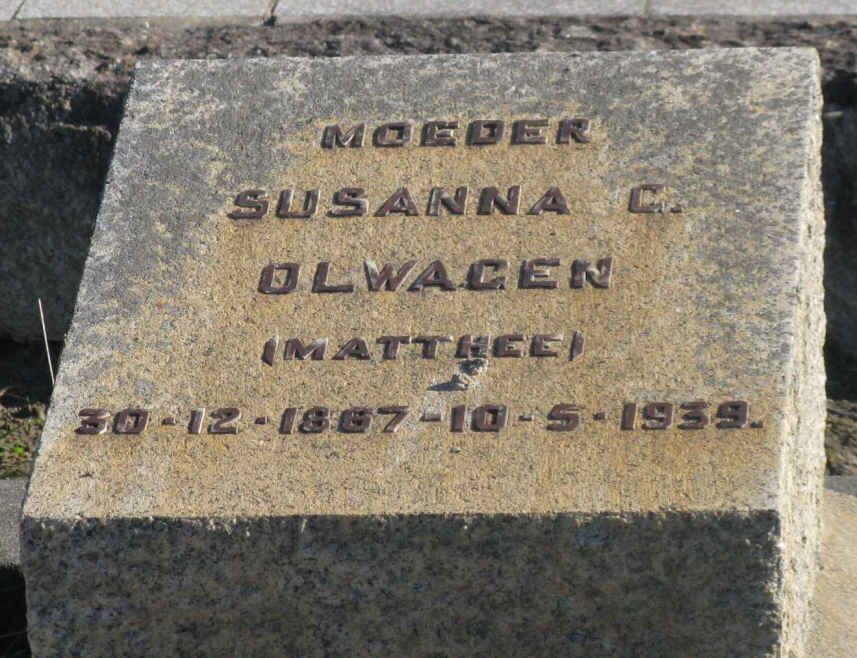 MOEDER
SUSANNA C.
OLWAGEN
(MATTHEE)
30-12-1867-10-5-1939.